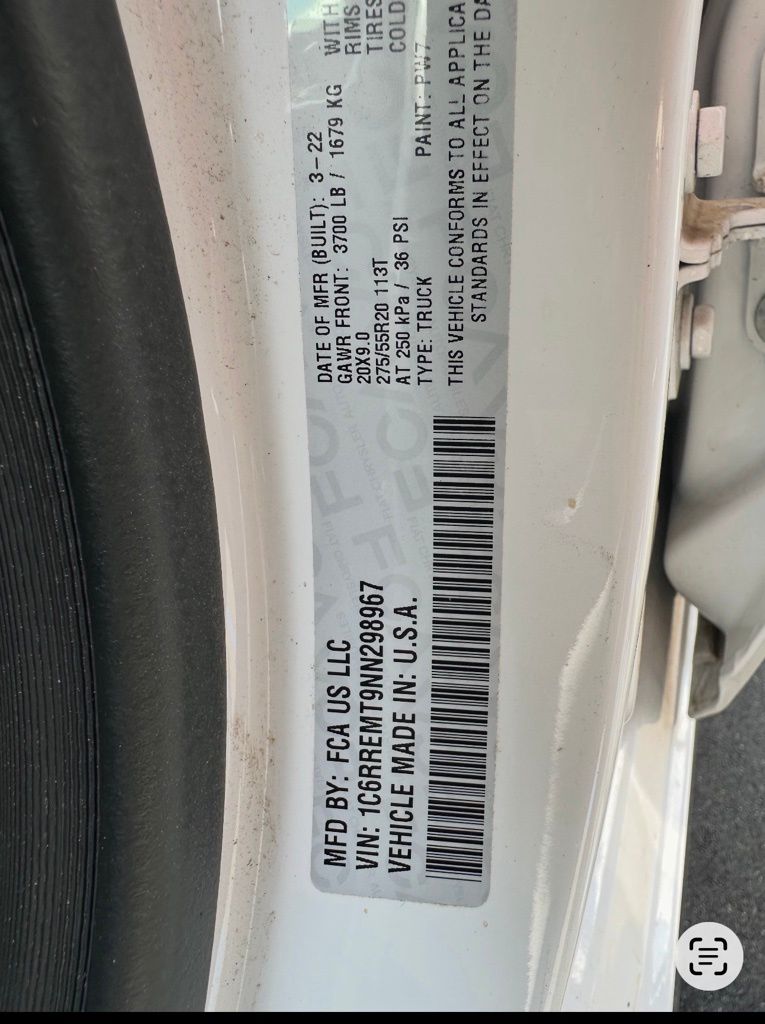 MFD BY: FCA US LLC
VIN: 1C6RREMT9NN298967
VEHICLE MADE IN: U.S.A.
DATE OF MFR (BUILT): 3-22
GAWR FRONT: 3700 LB / 1679 KG WITH
20X9.0 RIMS
275/55R20 113T TIRES
AT 250 kPa / 36 PSI COLD
TYPE: TRUCK PAINT: PW7
THIS VEHICLE CONFORMS TO ALL APPLICA
STANDARDS IN EFFECT ON THE DA